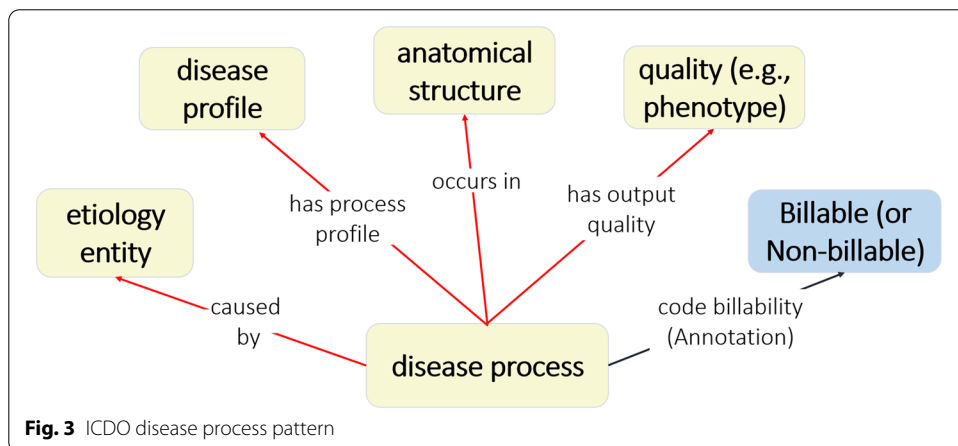 disease
profile
anatomical
structure
quality (e.g.,
phenotype)
etiology
entity
Billable (or
Non-billable)
has process
profile
occurs in
has output
quality
caused
by
code billability
(Annotation)
disease process
Fig. 3 ICDO disease process pattern